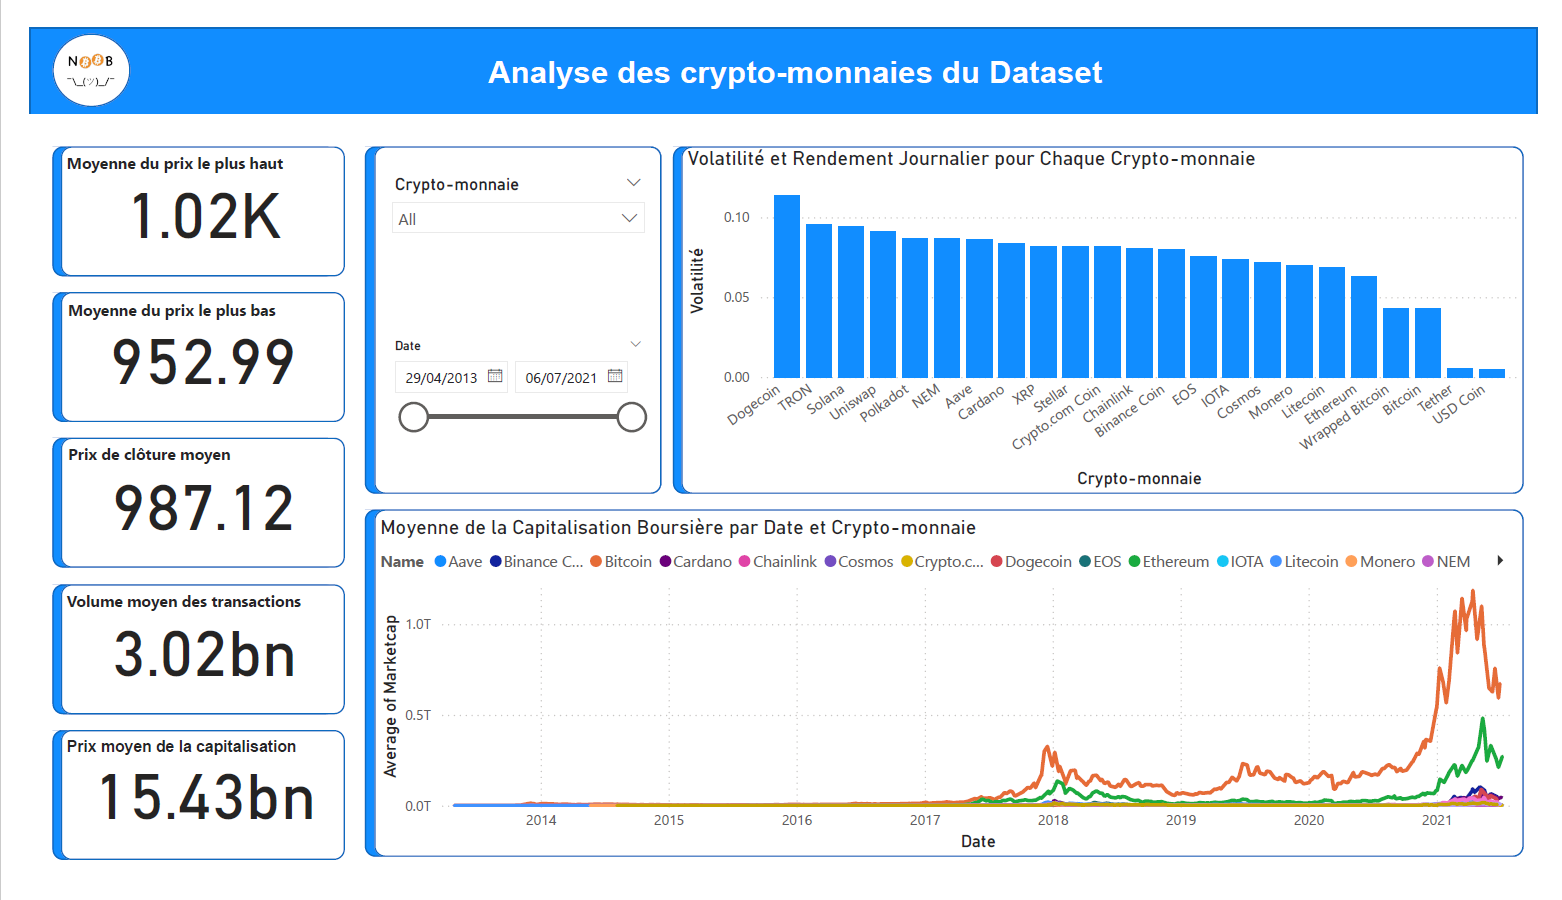 N B
¯\_(ツ)_/¯
Analyse des crypto-monnaies du Dataset
Moyenne du prix le plus haut
1.02K
Moyenne du prix le plus bas
952.99
Prix de clôture moyen
987.12
Volume moyen des transactions
3.02bn
Prix moyen de la capitalisation
15.43bn
Crypto-monnaie
All
Date
29/04/2013 06/07/2021
Volatilité et Rendement Journalier pour Chaque Crypto-monnaie
Volatilité
0.10
0.05
0.00
Dogecoin
TRON
Solana
Uniswap
Polkadot
NEM
Aave
Cardano
XRP
Stellar
Crypto.com Coin
Chainlink
Binance Coin
EOS
IOTA
Cosmos
Monero
Litecoin
Ethereum
Wrapped Bitcoin
Bitcoin
Tether
USD Coin
Crypto-monnaie
Moyenne de la Capitalisation Boursière par Date et Crypto-monnaie
Name Aave Binance C... Bitcoin Cardano Chainlink Cosmos Crypto.c... Dogecoin EOS Ethereum IOTA Litecoin Monero NEM
Average of Marketcap
1.0T
0.5T
0.0T
2014 2015 2016 2017 2018 2019 2020 2021
Date